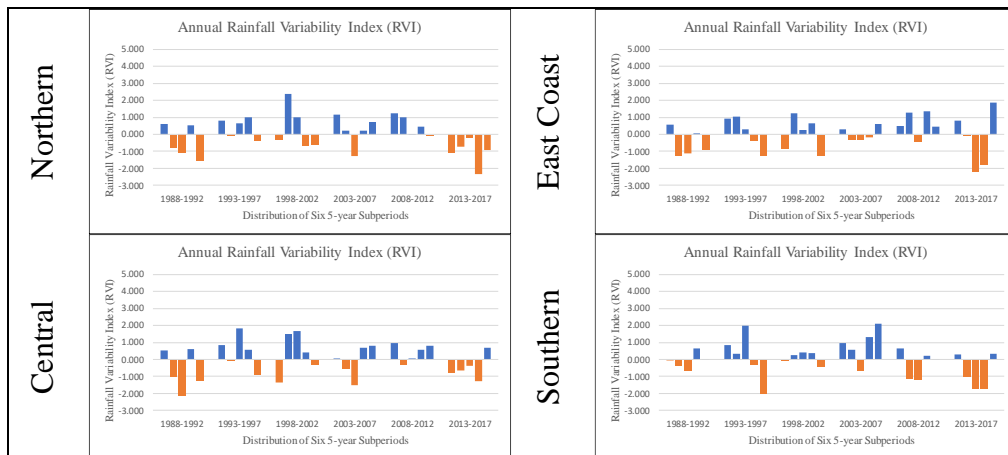 Northern
Annual Rainfall Variability Index (RVI)
Rainfall Variability Index (RVI)
5.000
4.000
3.000
2.000
1.000
0.000
-1.000
-2.000
-3.000
1988-1992 1993-1997 1998-2002 2003-2007 2008-2012 2013-2017
Distribution of Six 5-year Subperiods
East Coast
Annual Rainfall Variability Index (RVI)
Rainfall Variability Index (RVI)
5.000
4.000
3.000
2.000
1.000
0.000
-1.000
-2.000
-3.000
1988-1992 1993-1997 1998-2002 2003-2007 2008-2012 2013-2017
Distribution of Six 5-year Subperiods
Central
Annual Rainfall Variability Index (RVI)
Rainfall Variability Index (RVI)
5.000
4.000
3.000
2.000
1.000
0.000
-1.000
-2.000
-3.000
1988-1992 1993-1997 1998-2002 2003-2007 2008-2012 2013-2017
Distribution of Six 5-year Subperiods
Southern
Annual Rainfall Variability Index (RVI)
Rainfall Variability Index (RVI)
5.000
4.000
3.000
2.000
1.000
0.000
-1.000
-2.000
-3.000
1988-1992 1993-1997 1998-2002 2003-2007 2008-2012 2013-2017
Distribution of Six 5-year Subperiods